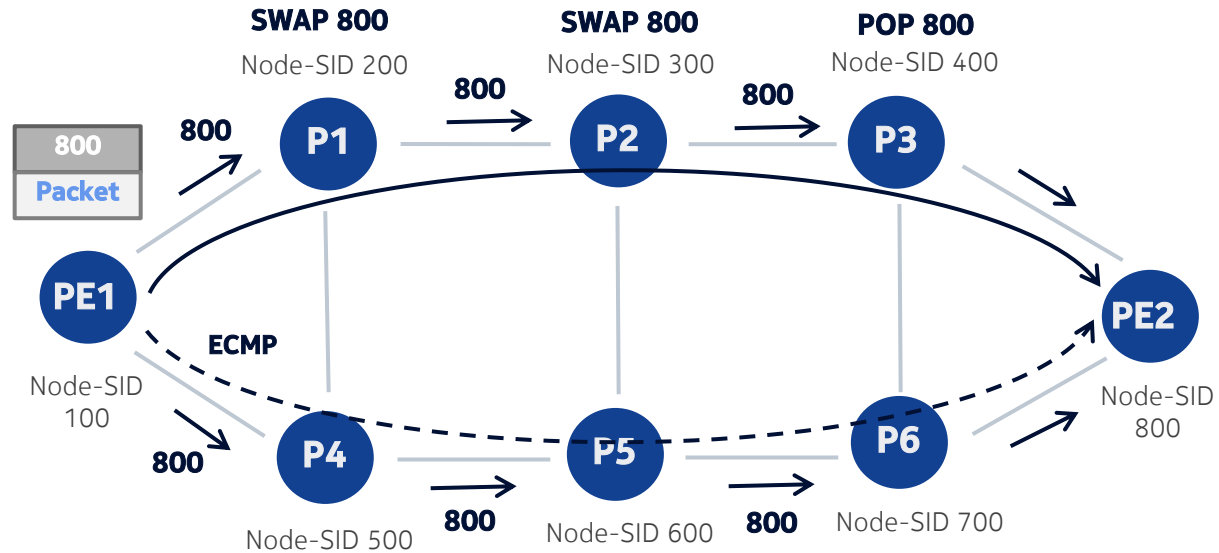 SWAP 800
SWAP 800
POP 800
Node-SID 200
Node-SID 300
Node-SID 400
800
800
800
800
Packet
P1
P2
P3
PE1
PE2
ECMP
Node-SID
100
Node-SID
800
P4
P5
P6
800
800
800
Node-SID 500
Node-SID 600
Node-SID 700